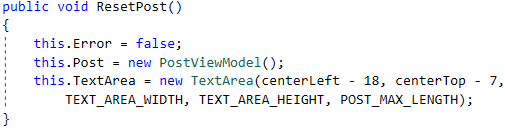 public void ResetPost()
{
this.Error = false;
this.Post = new PostViewModel();
this.TextArea = new TextArea(centerLeft - 18, centerTop - 7,
TEXT_AREA_WIDTH, TEXT_AREA_HEIGHT, POST_MAX_LENGTH);
}